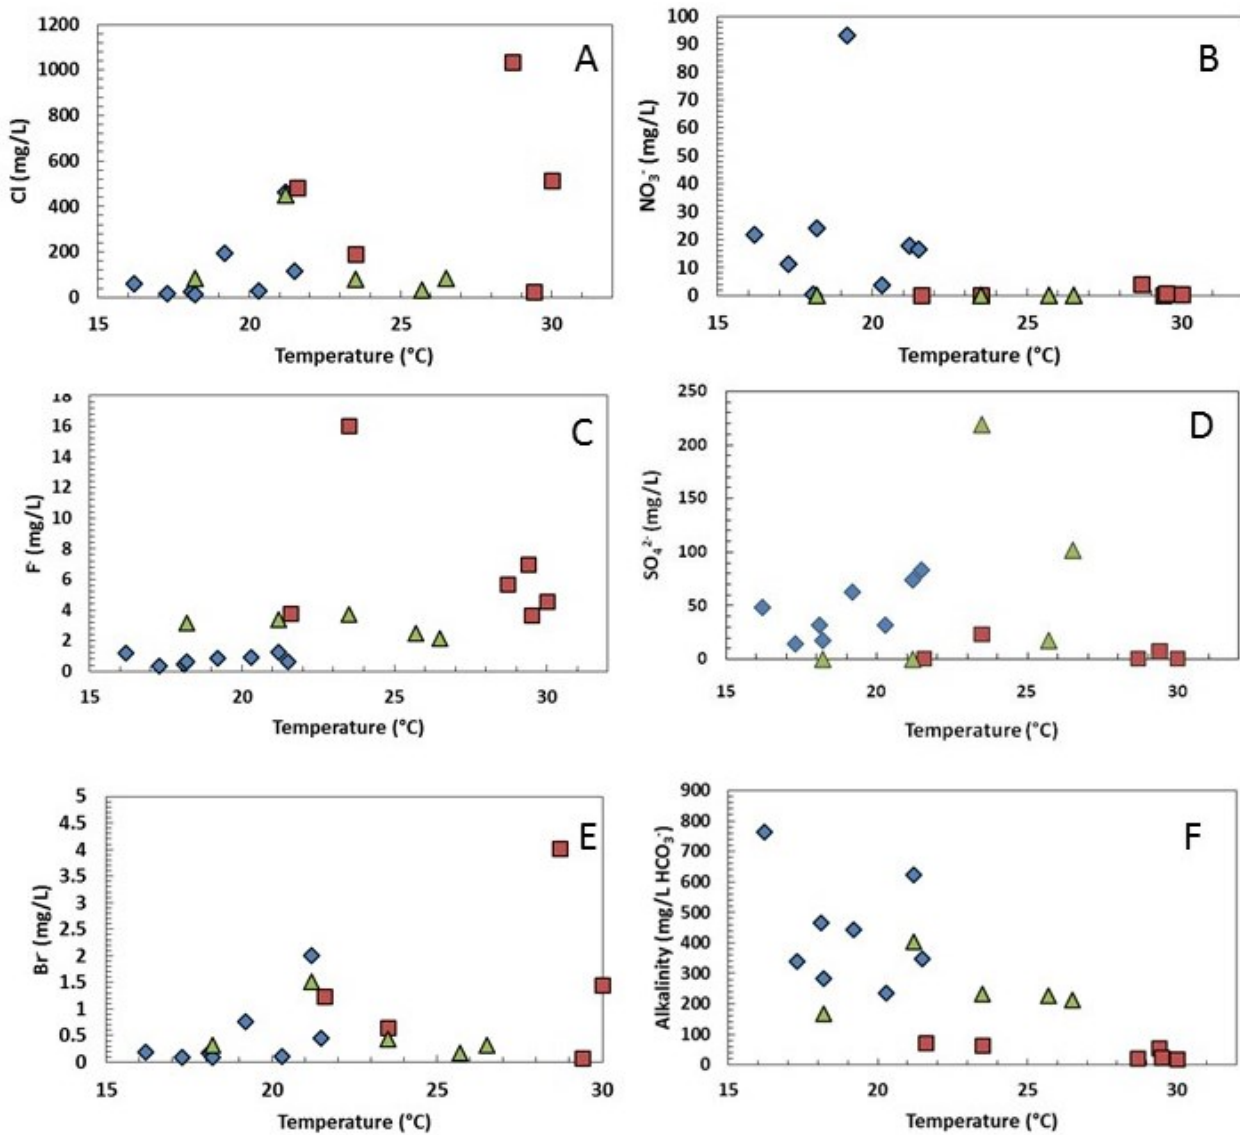 A
Cl (mg/L)
1200
1000
800
600
400
200
0
15 20 25 30
Temperature (°C)
B
NO₃⁻ (mg/L)
100
90
80
70
60
50
40
30
20
10
0
15 20 25 30
Temperature (°C)
C
F⁻ (mg/L)
18
16
14
12
10
8
6
4
2
0
15 20 25 30
Temperature (°C)
D
SO₄²⁻ (mg/L)
250
200
150
100
50
0
15 20 25 30
Temperature (°C)
E
Br⁻ (mg/L)
5
4.5
4
3.5
3
2.5
2
1.5
1
0.5
0
15 20 25 30
Temperature (°C)
F
Alkalinity (mg/L HCO₃⁻)
900
800
700
600
500
400
300
200
100
0
15 20 25 30
Temperature (°C)